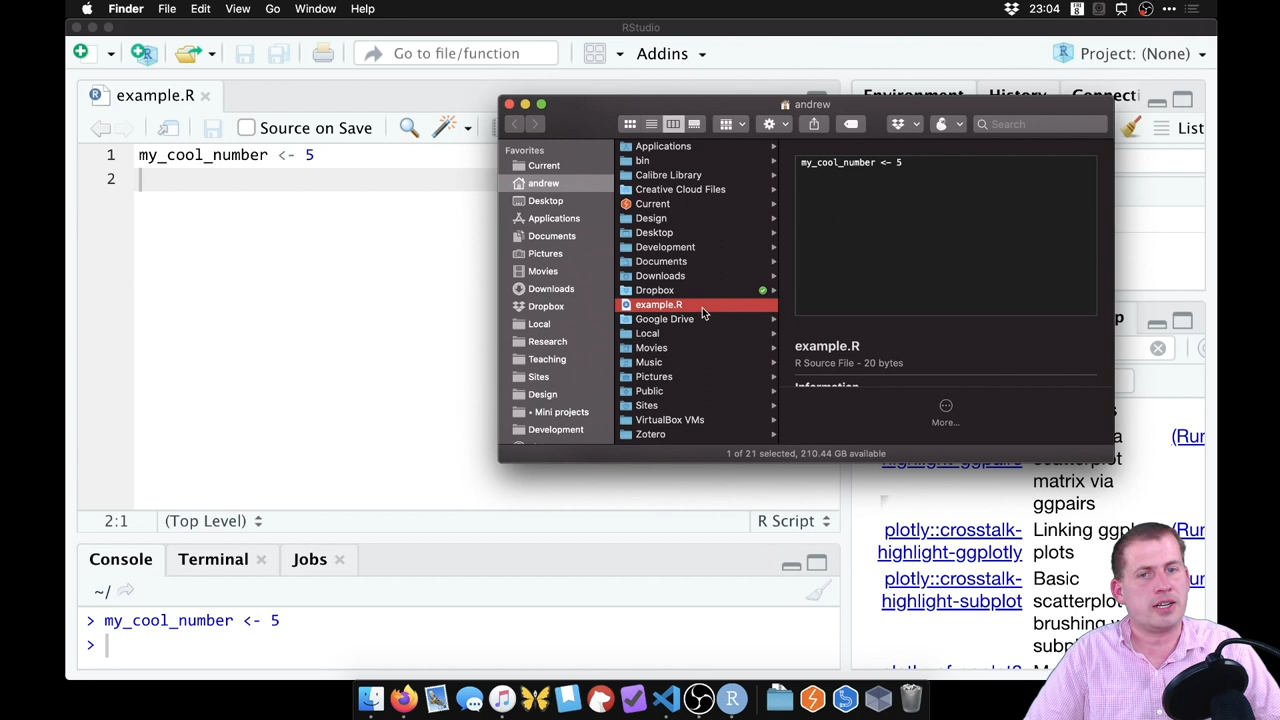 Finder File Edit View Go Window Help
23:04
RStudio
Go to file/function
Addins
Project: (None)
example.R
Source on Save
Environment History Connecti
List
1 my_cool_number <- 5
2
2:1 (Top Level) R Script
Console Terminal Jobs
~/
> my_cool_number <- 5
>
andrew
Search
Favorites
Current
andrew
Desktop
Applications
Documents
Pictures
Movies
Downloads
Dropbox
Local
Research
Teaching
Sites
Design
• Mini projects
Development
Applications
bin
Calibre Library
Creative Cloud Files
Current
Design
Desktop
Development
Documents
Downloads
Dropbox
example.R
Google Drive
Local
Movies
Music
Pictures
Public
Sites
VirtualBox VMs
Zotero
my_cool_number <- 5
example.R
R Source File - 20 bytes
Information
More...
1 of 21 selected, 210.44 GB available
matrix via
ggpairs
plotly::crosstalk-
highlight-ggplotly
Linking
plots
plotly::crosstalk-
highlight-subplot
Basic
brushing